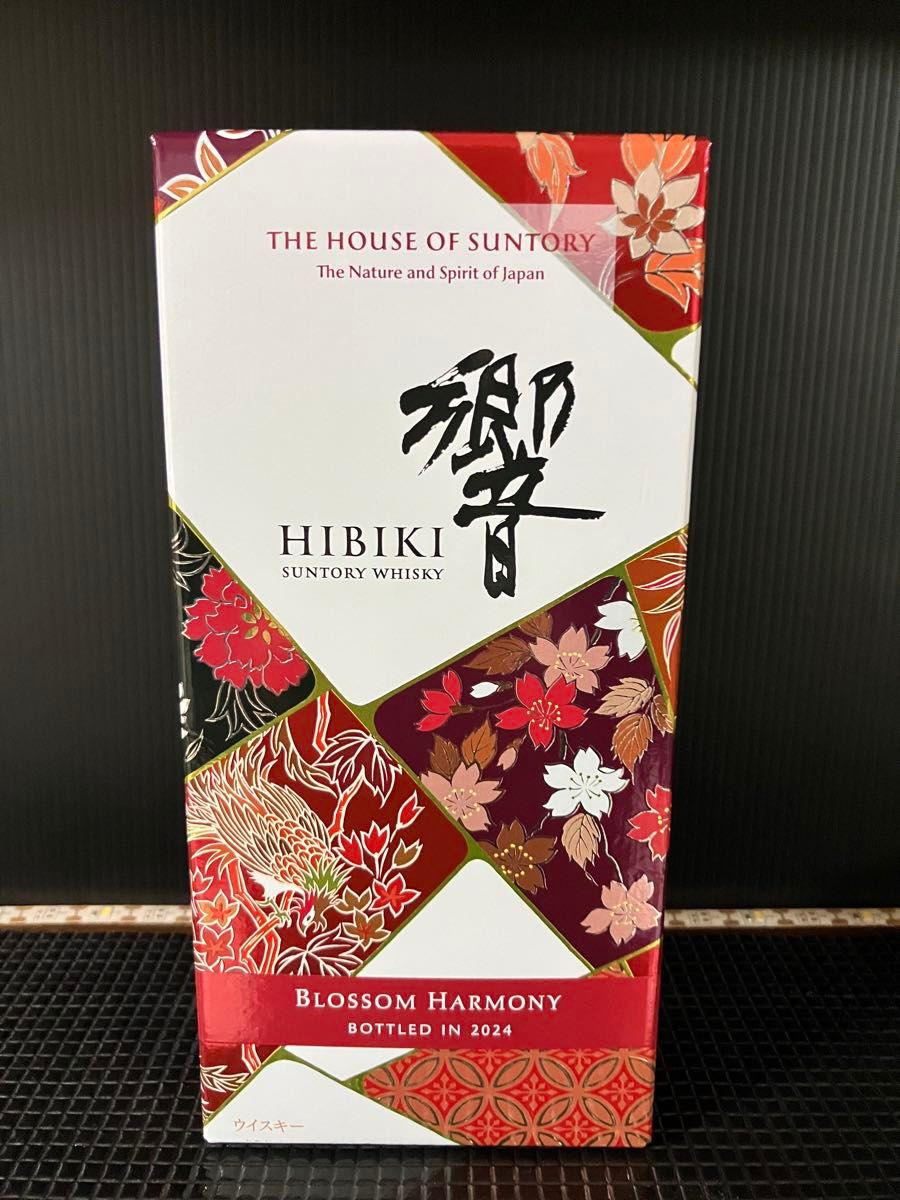 THE HOUSE OF SUNTORY
The Nature and Spirit of Japan
響
HIBIKI
SUNTORY WHISKY
BLOSSOM HARMONY
BOTTLED IN 2024
ウイスキー